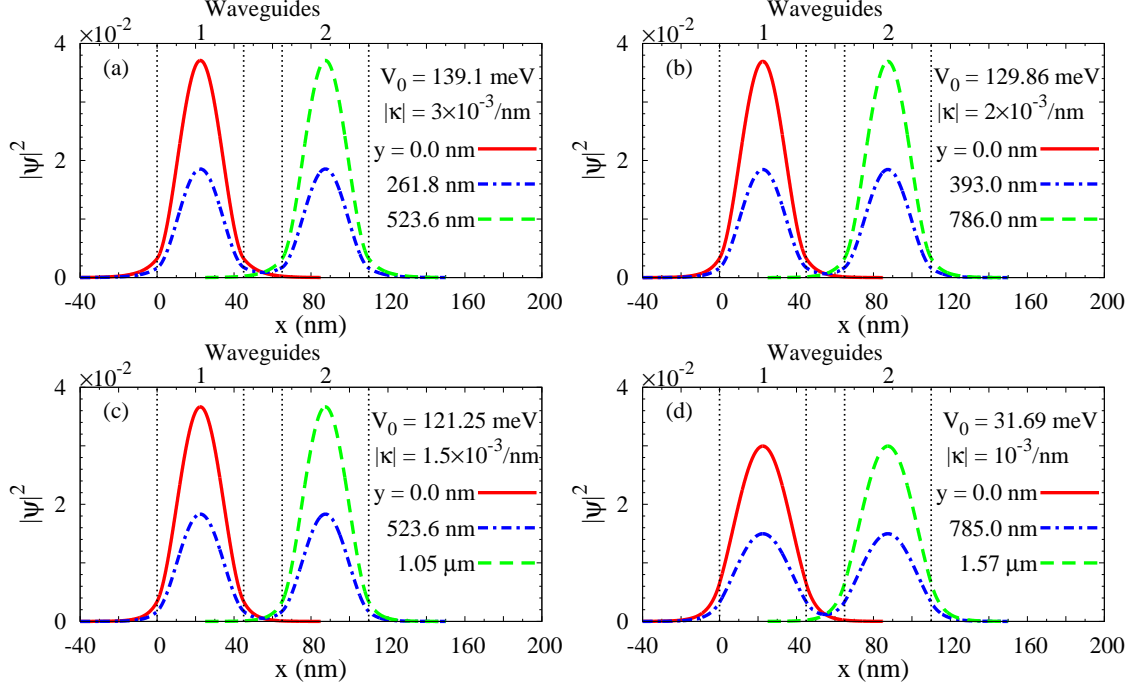 Waveguides
1 2
×10⁻²
(a)
V₀ = 139.1 meV
|κ| = 3×10⁻³/nm
y = 0.0 nm
261.8 nm
523.6 nm
|ψ|²
4
2
0
-40 0 40 80 120 160 200
x (nm)
Waveguides
1 2
×10⁻²
(b)
V₀ = 129.86 meV
|κ| = 2×10⁻³/nm
y = 0.0 nm
393.0 nm
786.0 nm
|ψ|²
4
2
0
-40 0 40 80 120 160 200
x (nm)
Waveguides
1 2
×10⁻²
(c)
V₀ = 121.25 meV
|κ| = 1.5×10⁻³/nm
y = 0.0 nm
523.6 nm
1.05 μm
|ψ|²
4
2
0
-40 0 40 80 120 160 200
x (nm)
Waveguides
1 2
×10⁻²
(d)
V₀ = 31.69 meV
|κ| = 10⁻³/nm
y = 0.0 nm
785.0 nm
1.57 μm
|ψ|²
4
2
0
-40 0 40 80 120 160 200
x (nm)